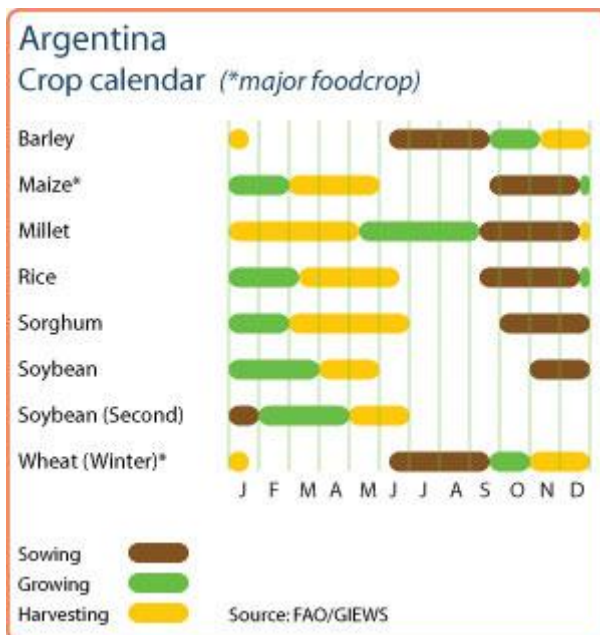 Argentina
Crop calendar (*major foodcrop)
Barley
Maize*
Millet
Rice
Sorghum
Soybean
Soybean (Second)
Wheat (Winter)*
J F M A M J J A S O N D
Sowing
Growing
Harvesting
Source: FAO/GIEWS